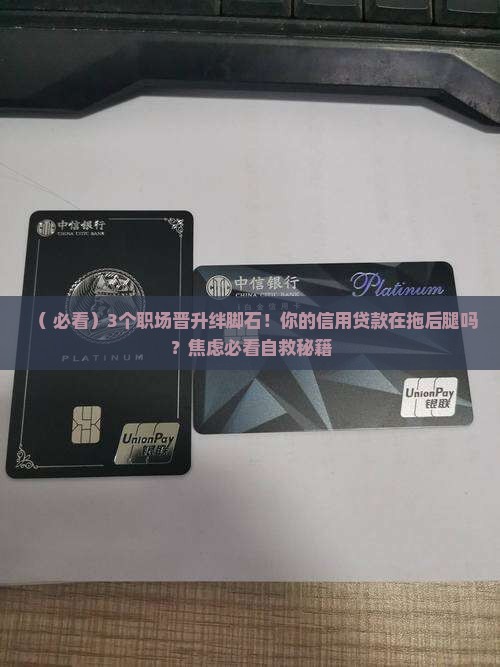 中信银行
CHINA CITIC BANK
PLATINUM
UnionPay
银联
中信银行
CHINA CITIC BANK
Platinum
UnionPay
银联
（ 必看）3个职场晋升绊脚石！你的信用贷款在拖后腿吗
？焦虑必看自救秘籍